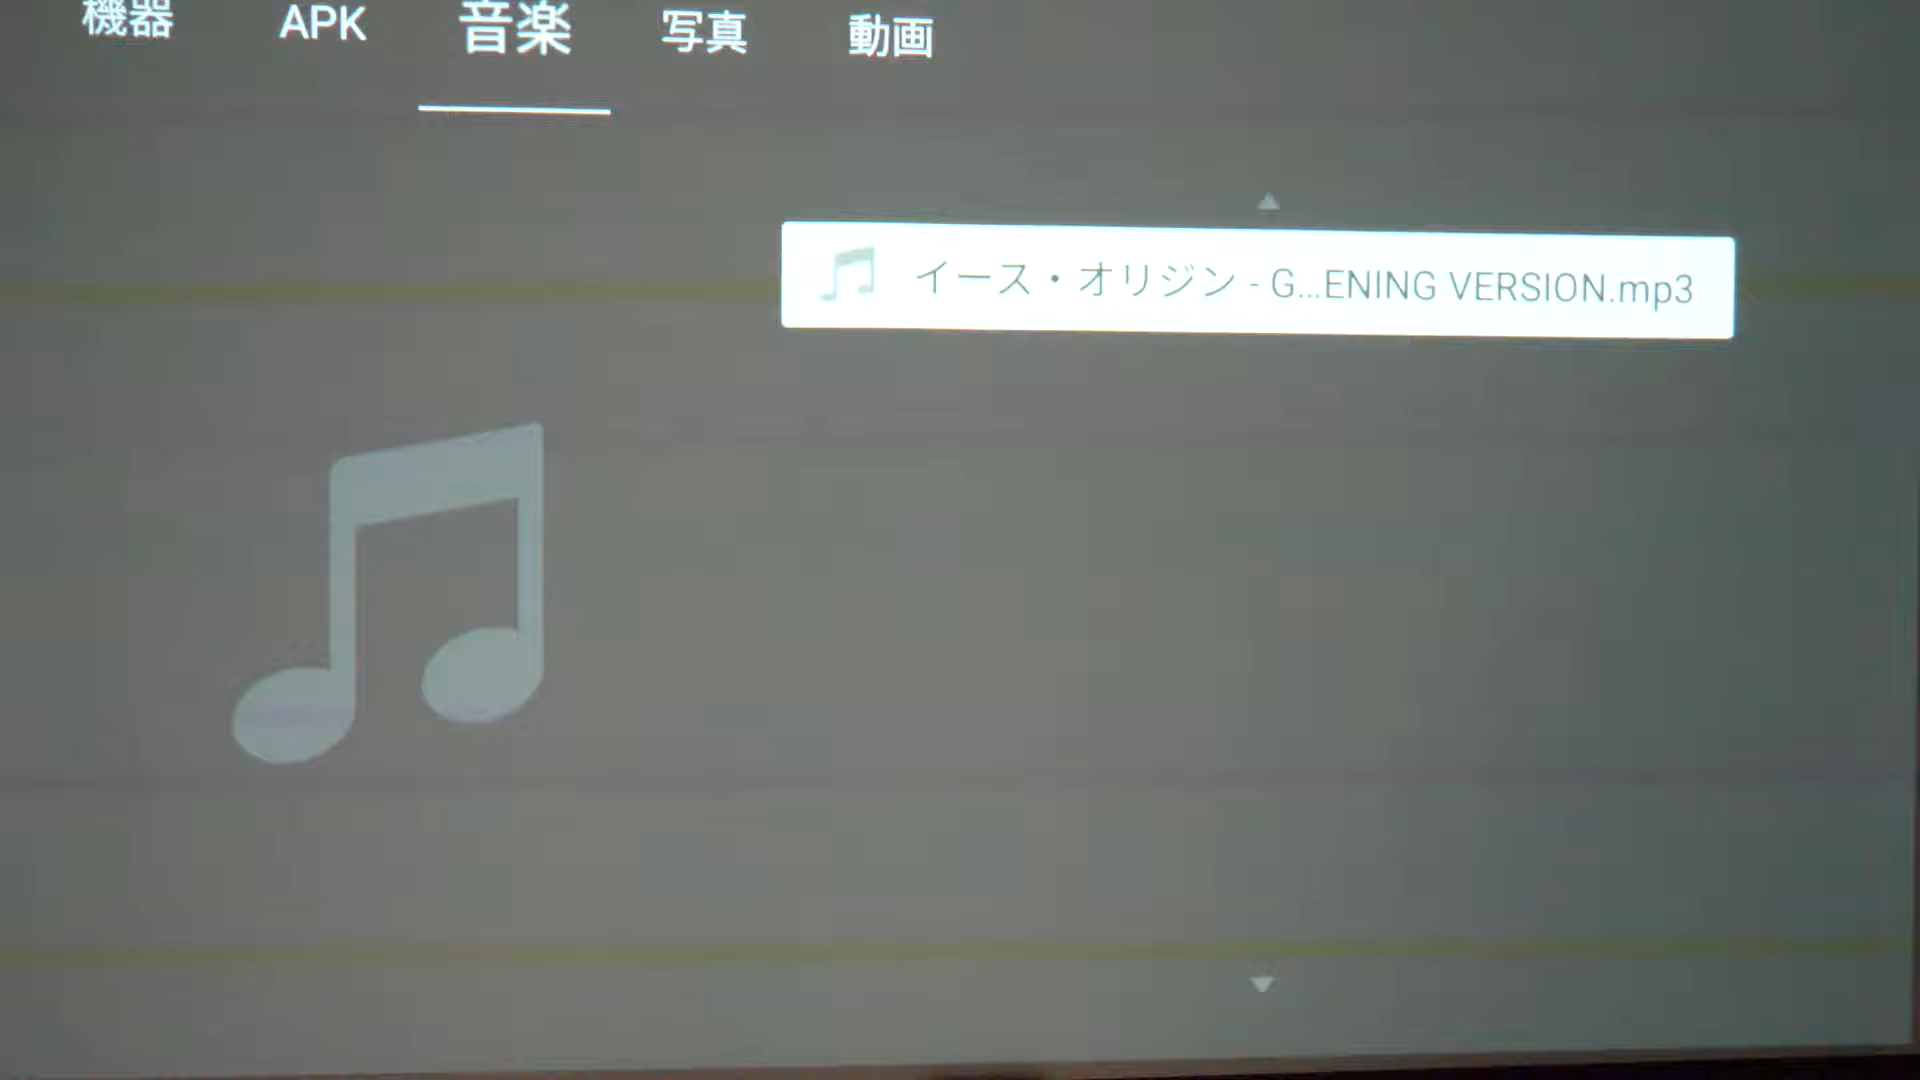 機器 APK 音楽 写真 動画
イース・オリジン - G...ENING VERSION.mp3